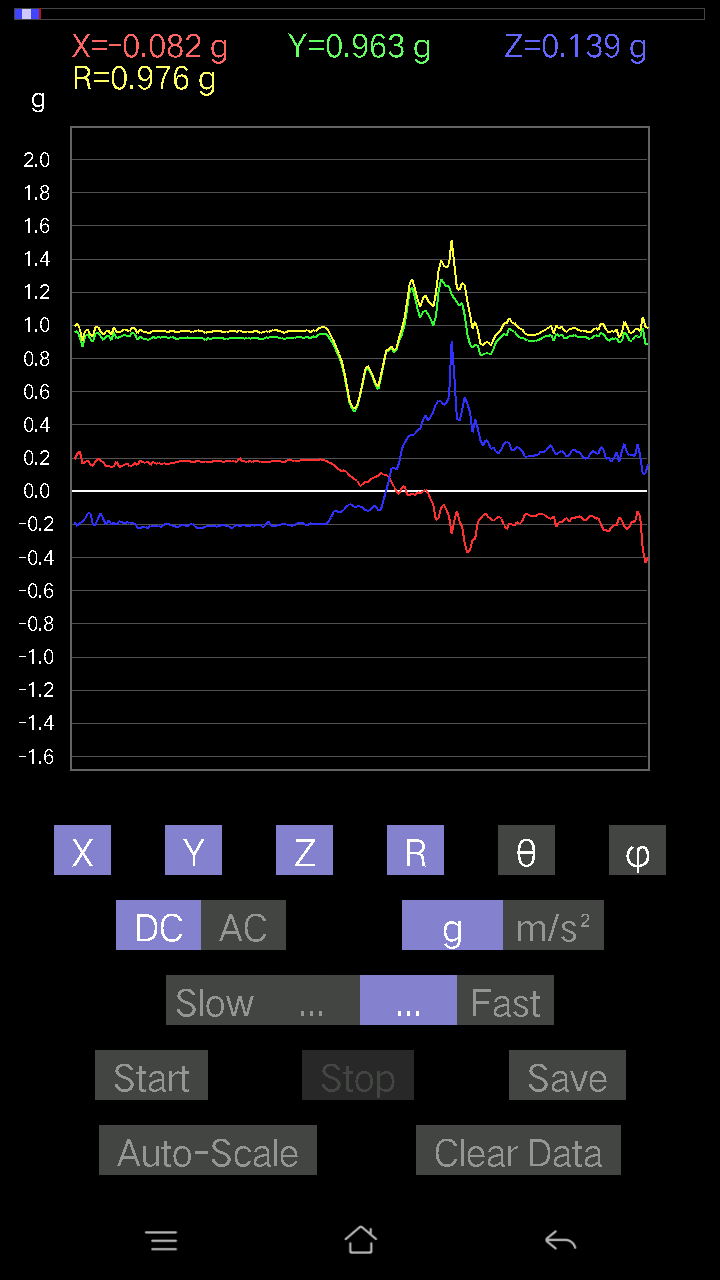 X=-0.082 g Y=0.963 g Z=0.139 g
R=0.976 g
g
2.0
1.8
1.6
1.4
1.2
1.0
0.8
0.6
0.4
0.2
0.0
-0.2
-0.4
-0.6
-0.8
-1.0
-1.2
-1.4
-1.6
X Y Z R θ φ
DC AC g m/s²
Slow ... ... Fast
Start Stop Save
Auto-Scale Clear Data